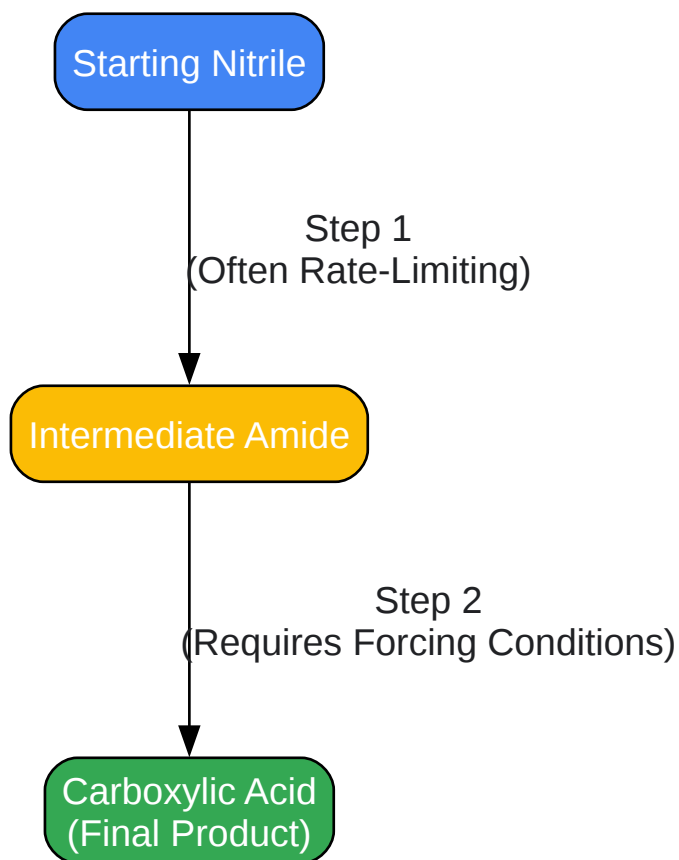 Starting Nitrile
Step 1
(Often Rate-Limiting)
Intermediate Amide
Step 2
(Requires Forcing Conditions)
Carboxylic Acid
(Final Product)